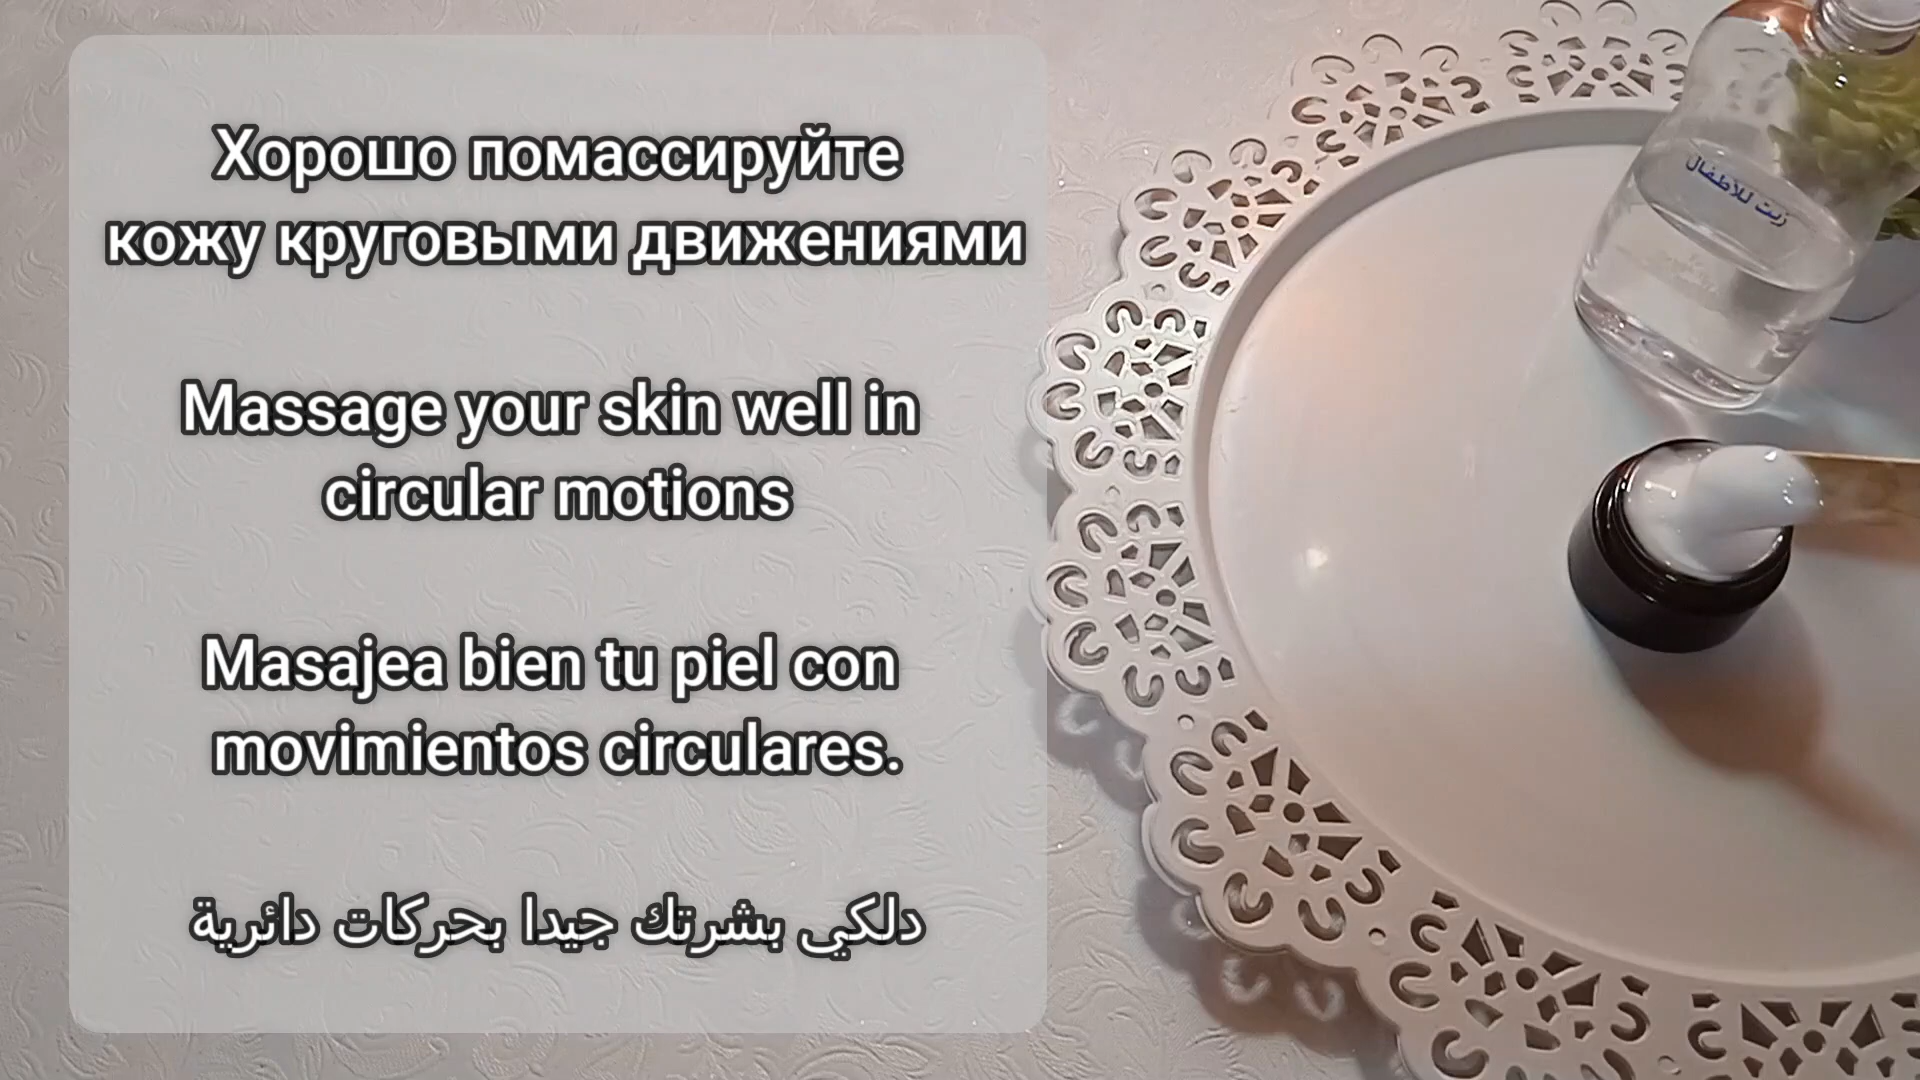 Хорошо помассируйте
кожу круговыми движениями
Massage your skin well in
circular motions
Masajea bien tu piel con
movimientos circulares.
دلكي بشرتك جيدا بحركات دائرية
زيت للأطفال